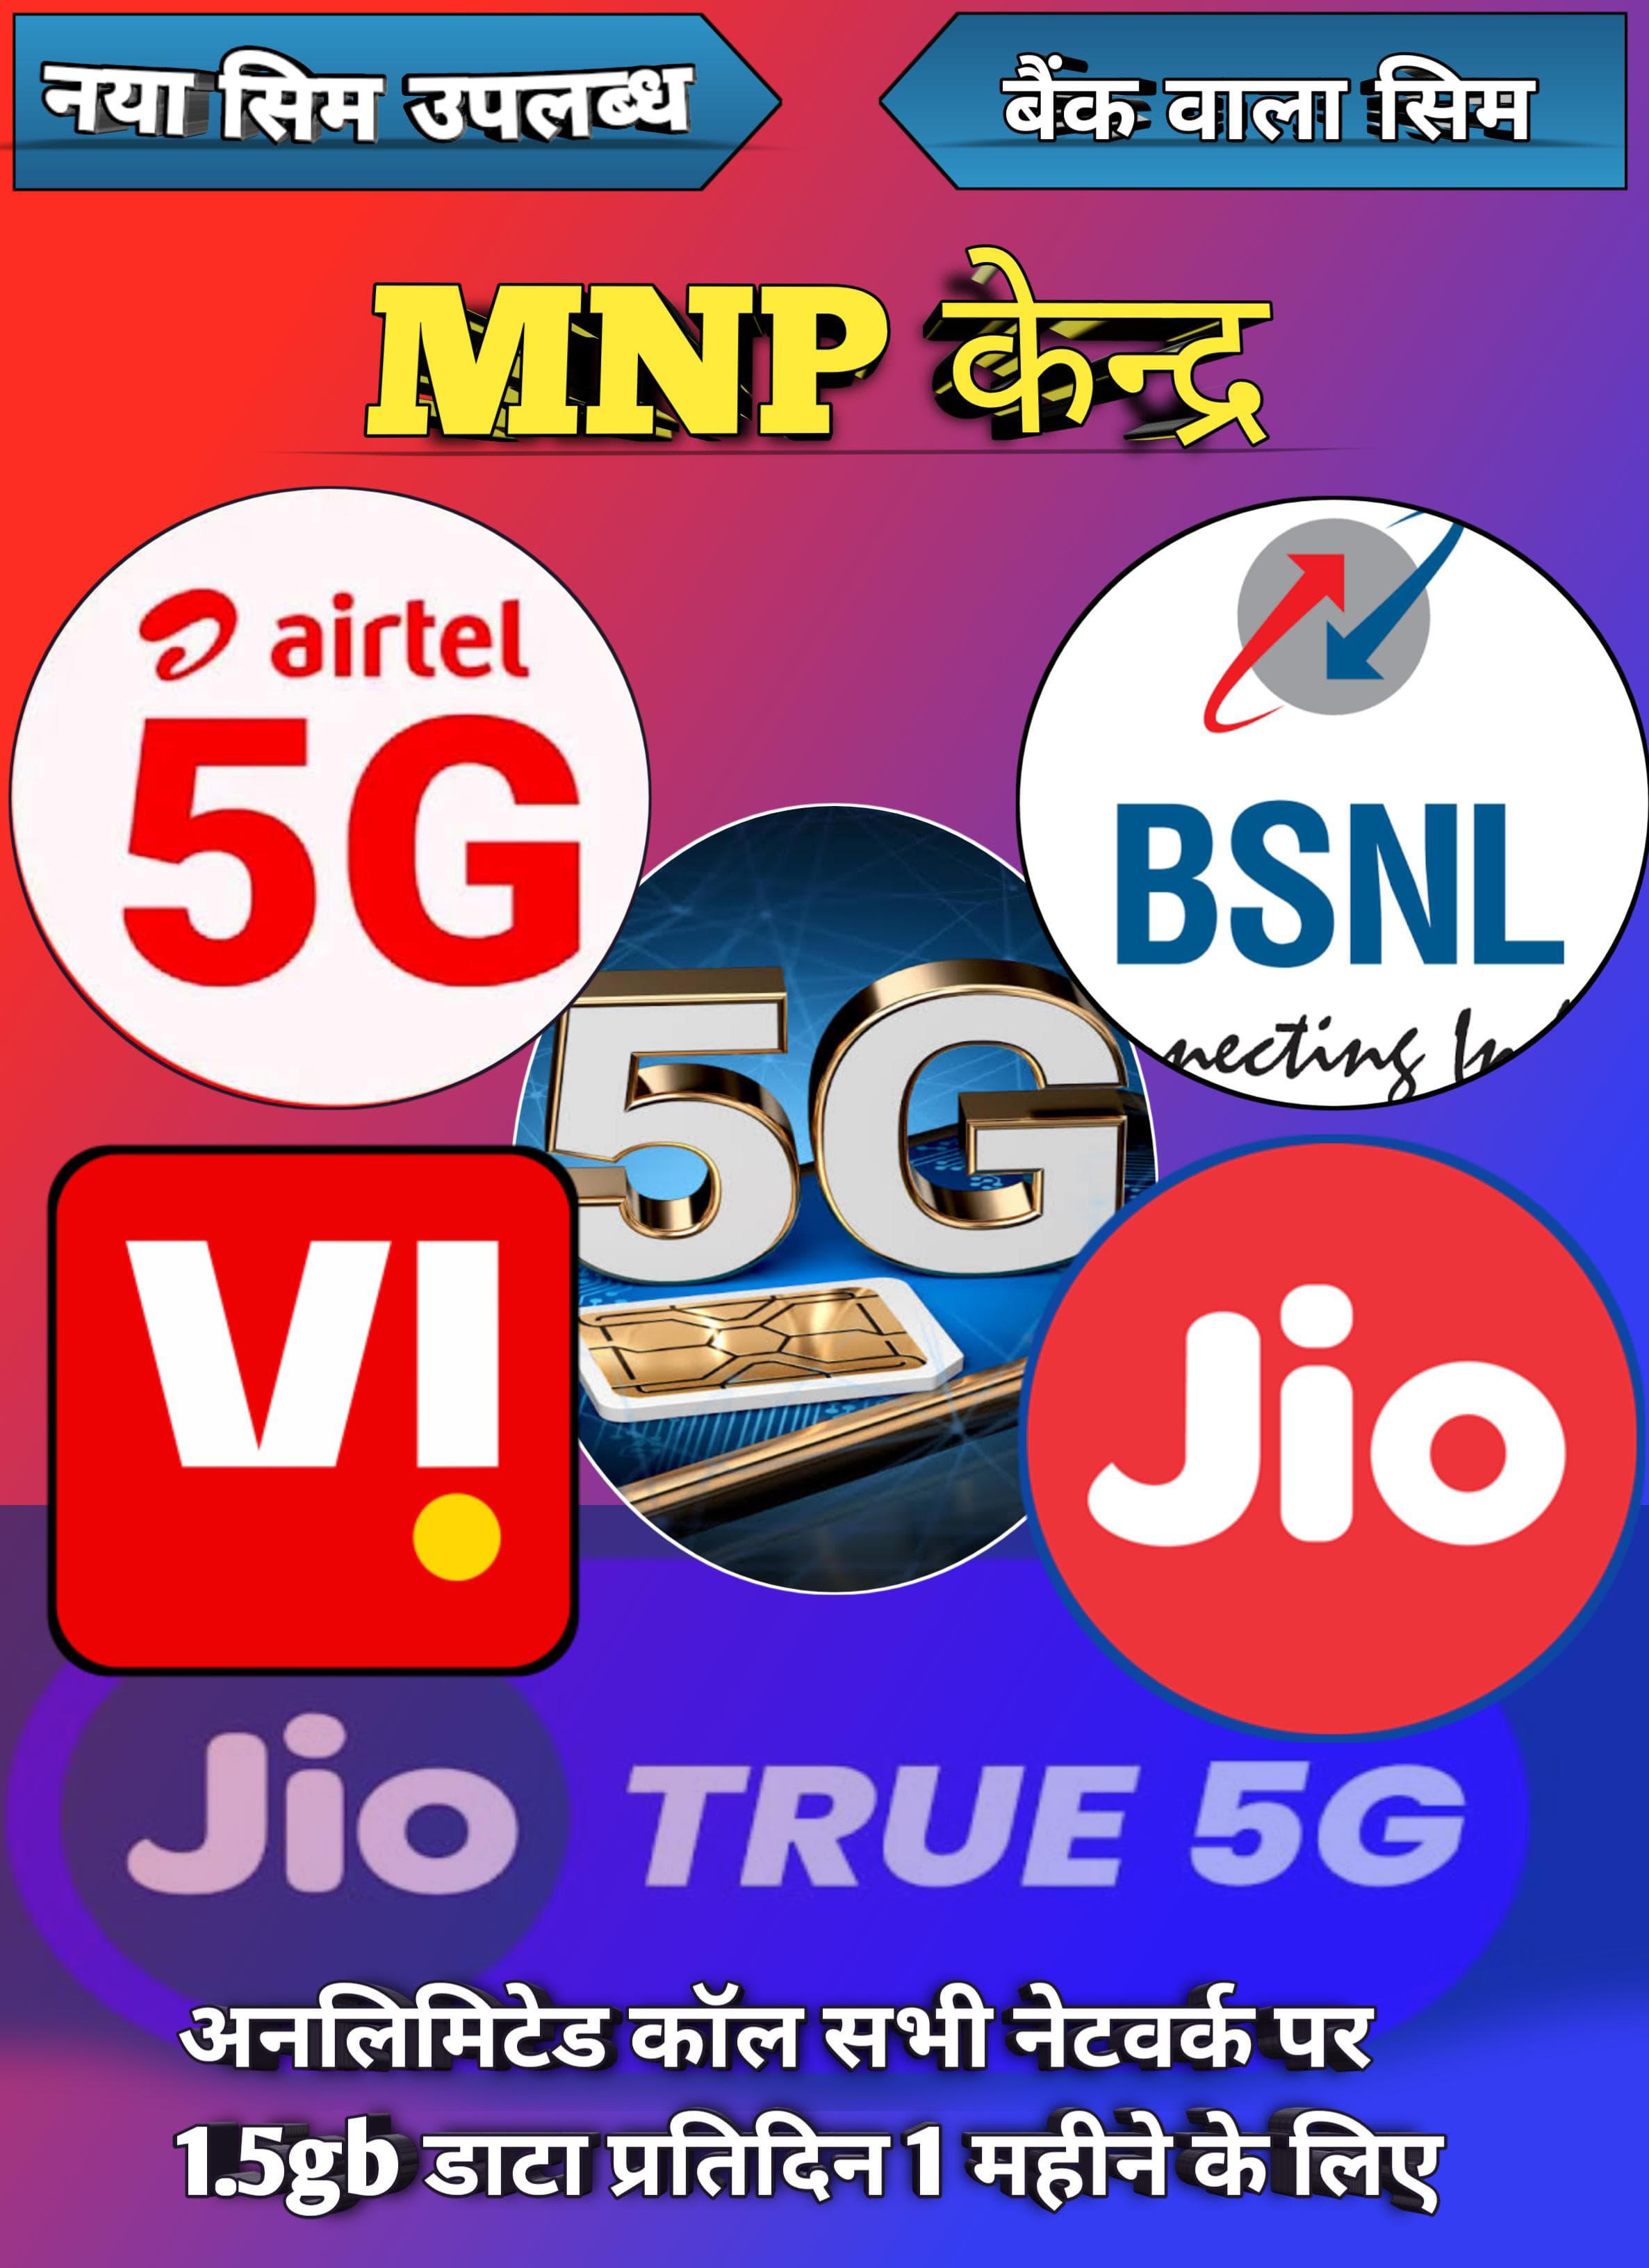 नया सिम उपलब्ध
बैंक वाला सिम
MNP केन्द्र
airtel
5G
BSNL
necting In
5G
VI
Jio
Jio TRUE 5G
अनलिमिटेड कॉल सभी नेटवर्क पर
1.5gb डाटा प्रतिदिन 1 महीने के लिए